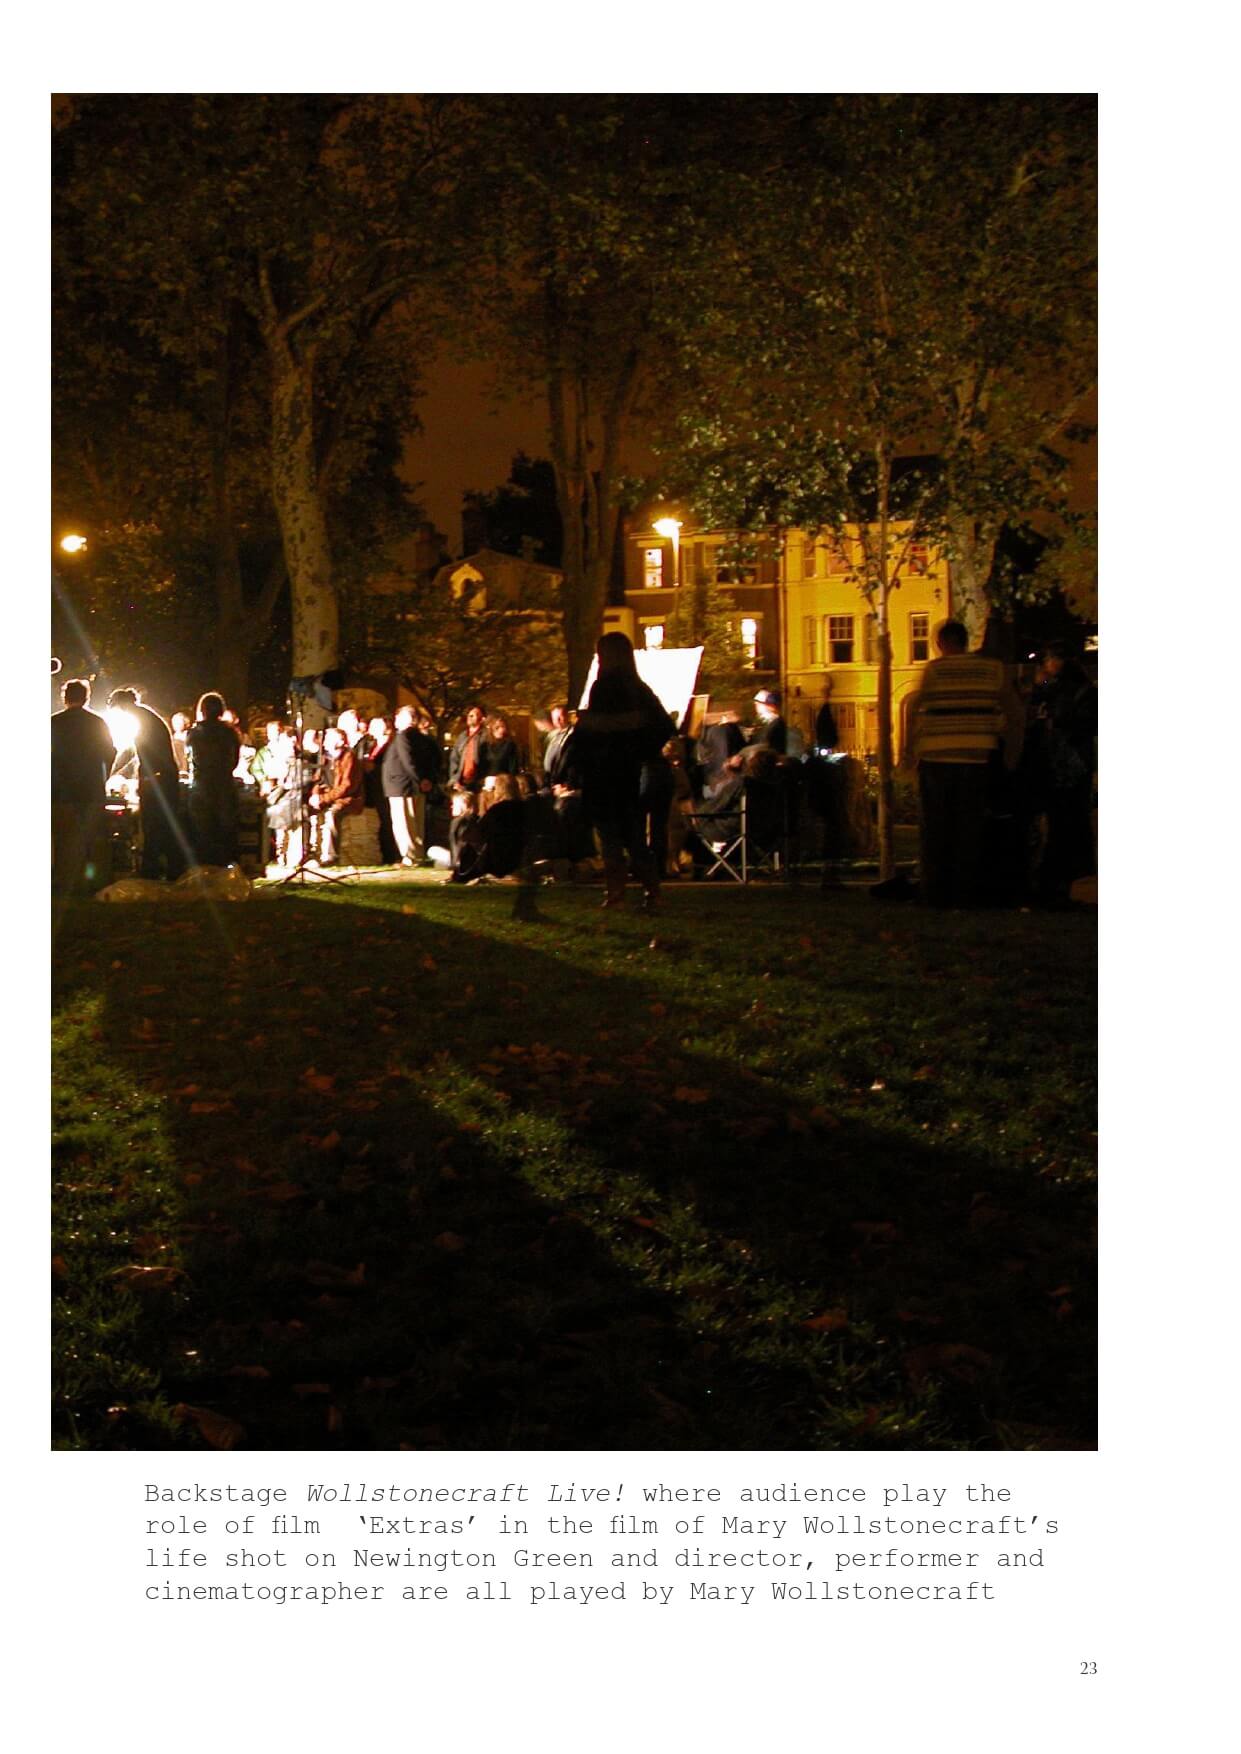 Backstage Wollstonecraft Live! where audience play the
role of film  ‘Extras’ in the film of Mary Wollstonecraft’s
life shot on Newington Green and director, performer and
cinematographer are all played by Mary Wollstonecraft
23